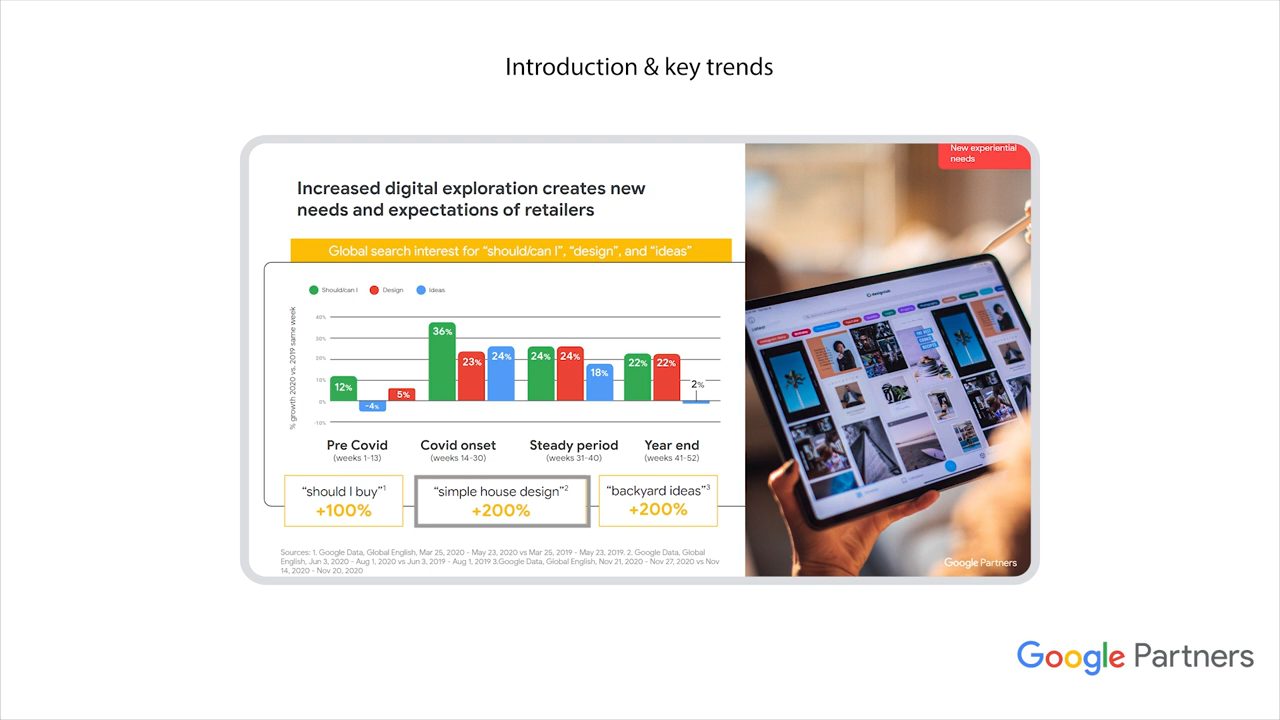 Introduction & key trends
New experiential
needs
Increased digital exploration creates new
needs and expectations of retailers
Global search interest for “should/can I”, “design”, and “ideas”
Should/can I
Design
Ideas
% growth 2020 vs. 2019 same week
40%
30%
20%
10%
0%
-10%
12%
-4%
5%
36%
23%
24%
24%
24%
18%
22%
22%
2%
Pre Covid
(weeks 1-13)
Covid onset
(weeks 14-30)
Steady period
(weeks 31-40)
Year end
(weeks 41-52)
“should I buy”1
+100%
“simple house design”2
+200%
“backyard ideas”3
+200%
Sources: 1. Google Data, Global English, Mar 25, 2020 - May 23, 2020 vs Mar 25, 2019 - May 23, 2019. 2. Google Data, Global
English, Jun 3, 2020 - Aug 1, 2020 vs Jun 3, 2019 - Aug 1, 2019 3.Google Data, Global English, Nov 21, 2020 - Nov 27, 2020 vs Nov
14, 2020 - Nov 20, 2020
Google Partners
Google Partners